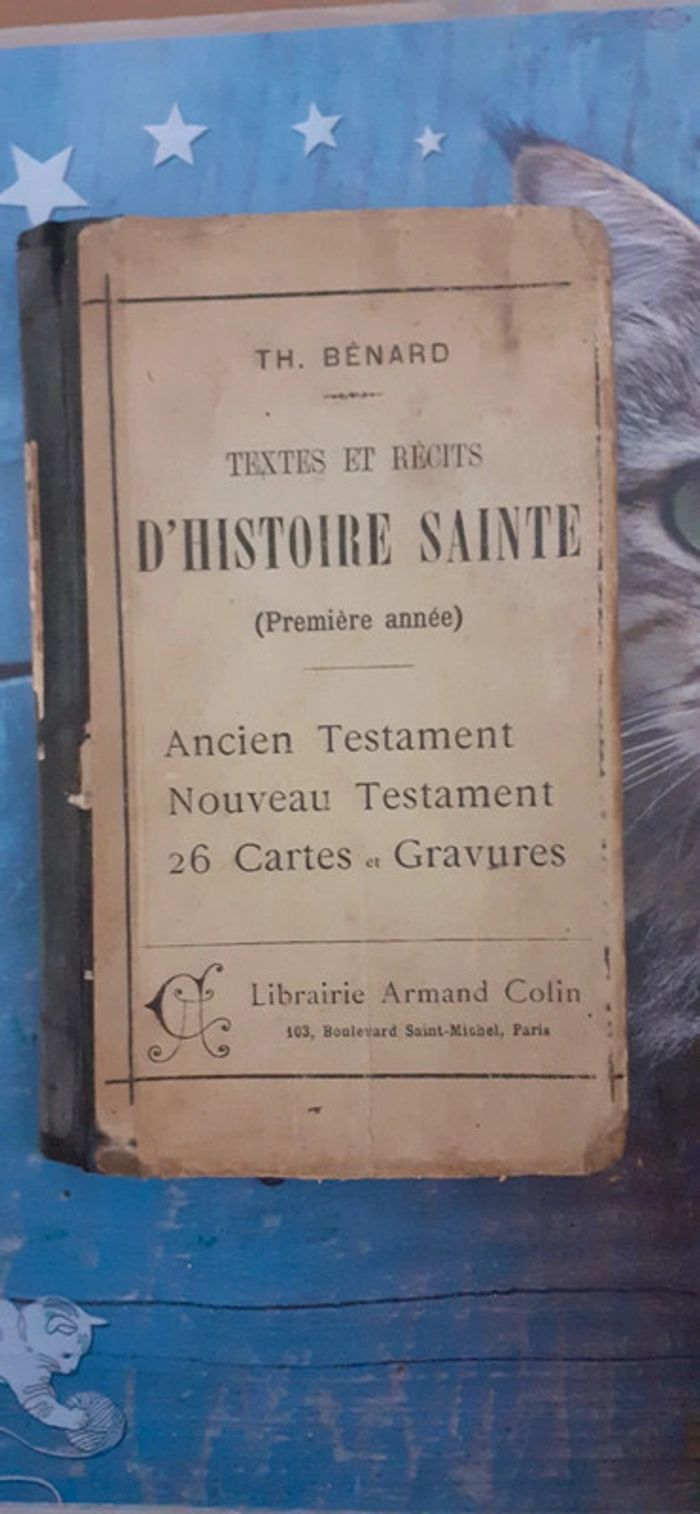 TH. BÉNARD
TEXTES ET RÉCITS
D'HISTOIRE SAINTE
(Première année)
Ancien Testament
Nouveau Testament
26 Cartes et Gravures
AC
Librairie Armand Colin
103, Boulevard Saint-Michel, Paris